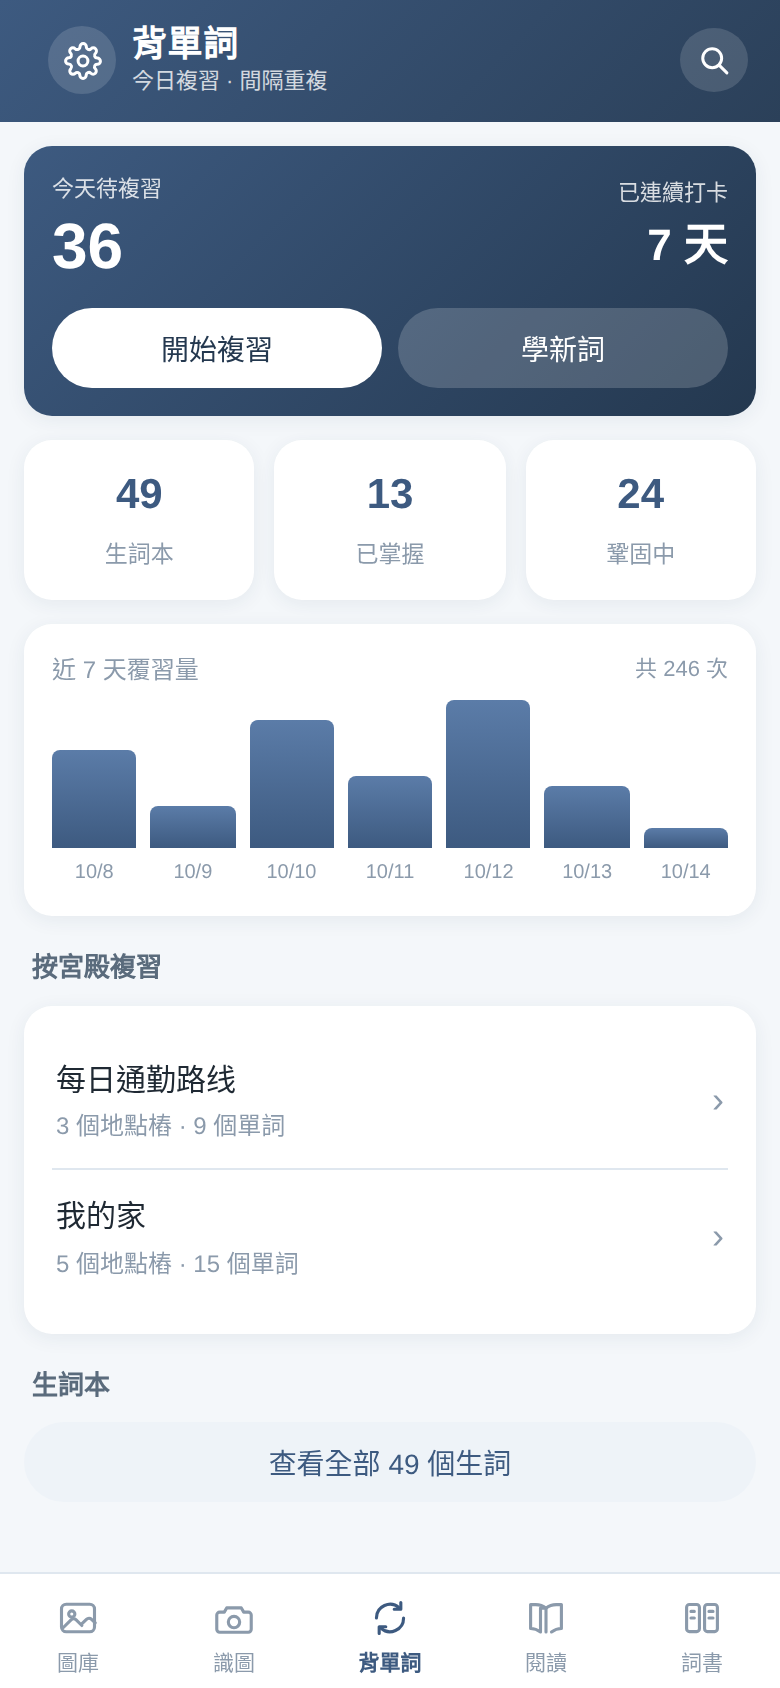 背單詞
今日複習 · 間隔重複
今天待複習
36
已連續打卡
7 天
開始複習
學新詞
49
生詞本
13
已掌握
24
鞏固中
近 7 天覆習量
共 246 次
10/8
10/9
10/10
10/11
10/12
10/13
10/14
按宮殿複習
每日通勤路线
3 個地點樁 · 9 個單詞
我的家
5 個地點樁 · 15 個單詞
生詞本
查看全部 49 個生詞
圖庫
識圖
背單詞
閱讀
詞書